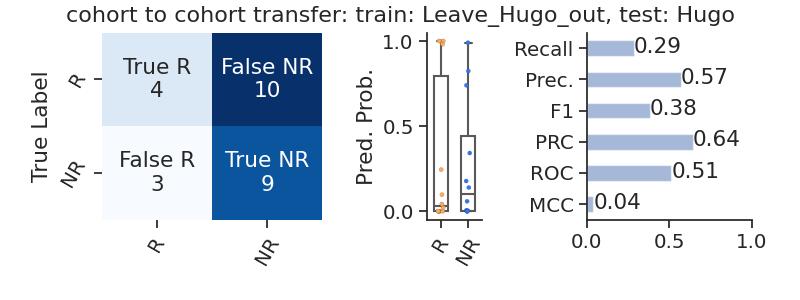 cohort to cohort transfer: train: Leave_Hugo_out, test: Hugo
True Label
R
NR
True R
4
False NR
10
False R
3
True NR
9
R
NR
Pred. Prob.
1.0
0.5
0.0
R
NR
Recall
0.29
Prec.
0.57
F1
0.38
PRC
0.64
ROC
0.51
MCC
0.04
0.0
0.5
1.0